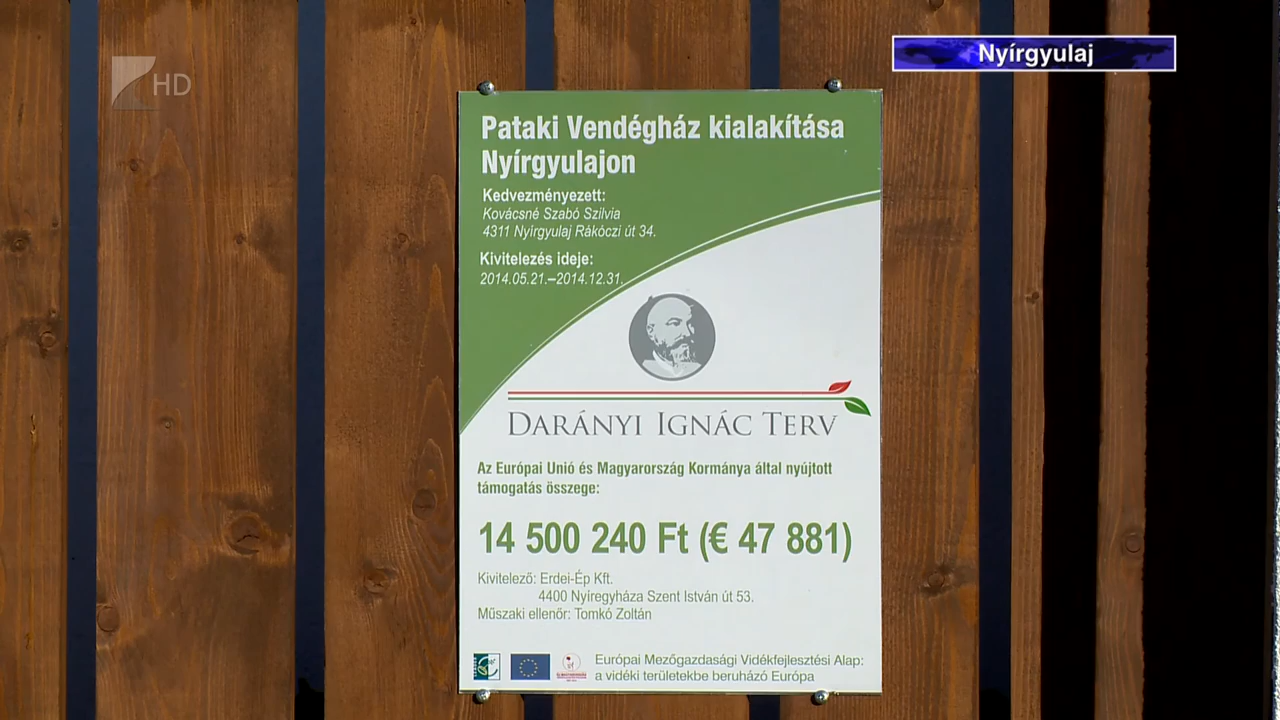 HD
Nyírgyulaj
Pataki Vendégház kialakítása
Nyírgyulajon
Kedvezményezett:
Kovácsné Szabó Szilvia
4311 Nyírgyulaj Rákóczi út 34.
Kivitelezés ideje:
2014.05.21.–2014.12.31.
DARÁNYI IGNÁC TERV
Az Európai Unió és Magyarország Kormánya által nyújtott
támogatás összege:
14 500 240 Ft (€ 47 881)
Kivitelező: Erdei-Ép Kft.
4400 Nyíregyháza Szent István út 53.
Műszaki ellenőr: Tomkó Zoltán
Európai Mezőgazdasági Vidékfejlesztési Alap:
a vidéki területekbe beruházó Európa